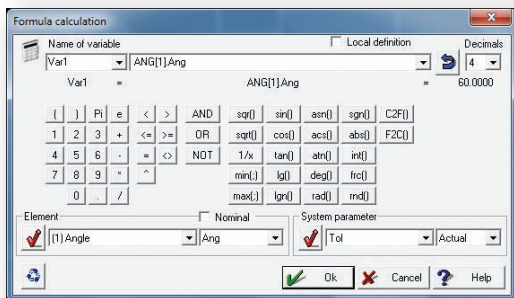 Formula calculation
Name of variable Local definition Decimals
Var1 ANG[1].Ang 4
Var1 = ANG[1].Ang = 60.0000
( ) Pi e < > AND sqr() sin() asn() sgn() C2F()
1 2 3 + <= >= OR sqrt() cos() acs() abs() F2C()
4 5 6 - = <> NOT 1/x tan() atn() int()
7 8 9 * ^ min(;) lg() deg() frc()
0 . / max(;) lgn() rad() rnd()
Element Nominal System parameter
(1) Angle Ang Tol Actual
Ok Cancel ? Help